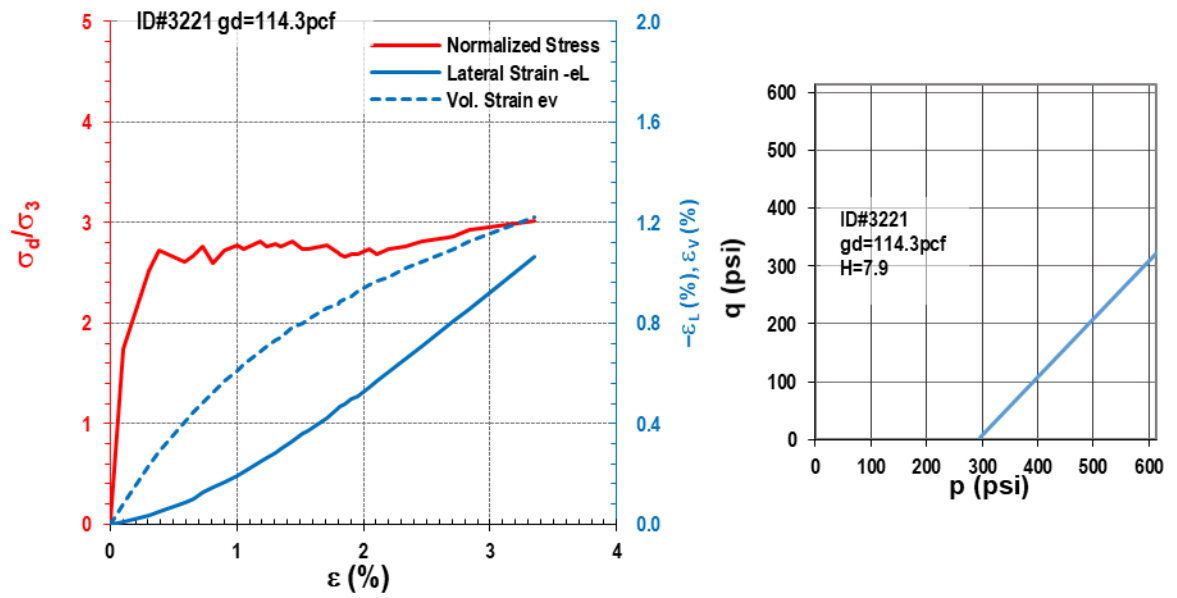 ID#3221 gd=114.3pcf
Normalized Stress
Lateral Strain -eL
Vol. Strain ev
5
4
3
2
1
0
σd/σ3
2.0
1.6
1.2
0.8
0.4
0.0
−εL (%), εV (%)
0 1 2 3 4
ε (%)
600
500
400
300
200
100
0
q (psi)
ID#3221
gd=114.3pcf
H=7.9
0 100 200 300 400 500 600
p (psi)